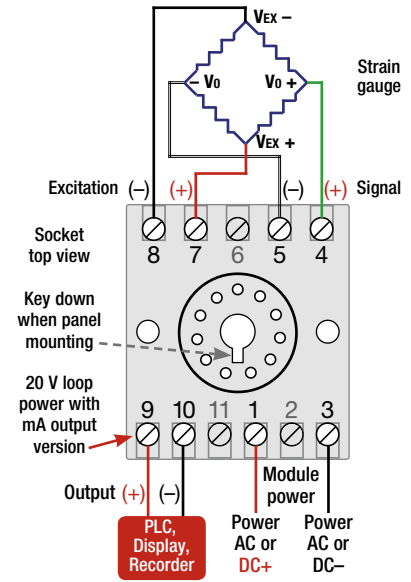 VEX –
Strain
gauge
– V0
V0 +
VEX +
Excitation (–) (+) (–) (+) Signal
Socket
top view
8 7 6 5 4
Key down
when panel
mounting
20 V loop
power with
mA output
version
9 10 11 1 2 3
Output (+) (–)
Module
power
PLC,
Display,
Recorder
Power
AC or
DC+
Power
AC or
DC–